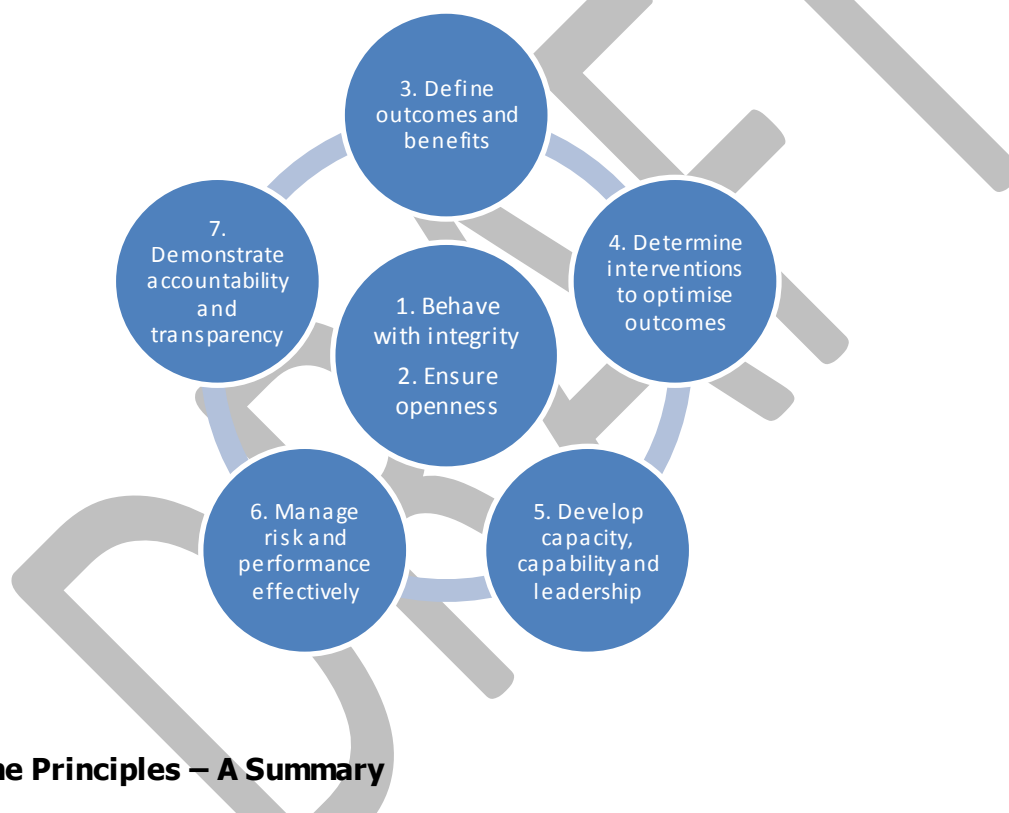 3. Define
outcomes and
benefits
7.
Demonstrate
accountability
and
transparency
4. Determine
interventions
to optimise
outcomes
1. Behave
with integrity
2. Ensure
openness
6. Manage
risk and
performance
effectively
5. Develop
capacity,
capability and
leadership
Principles – A Summary
DRAFT